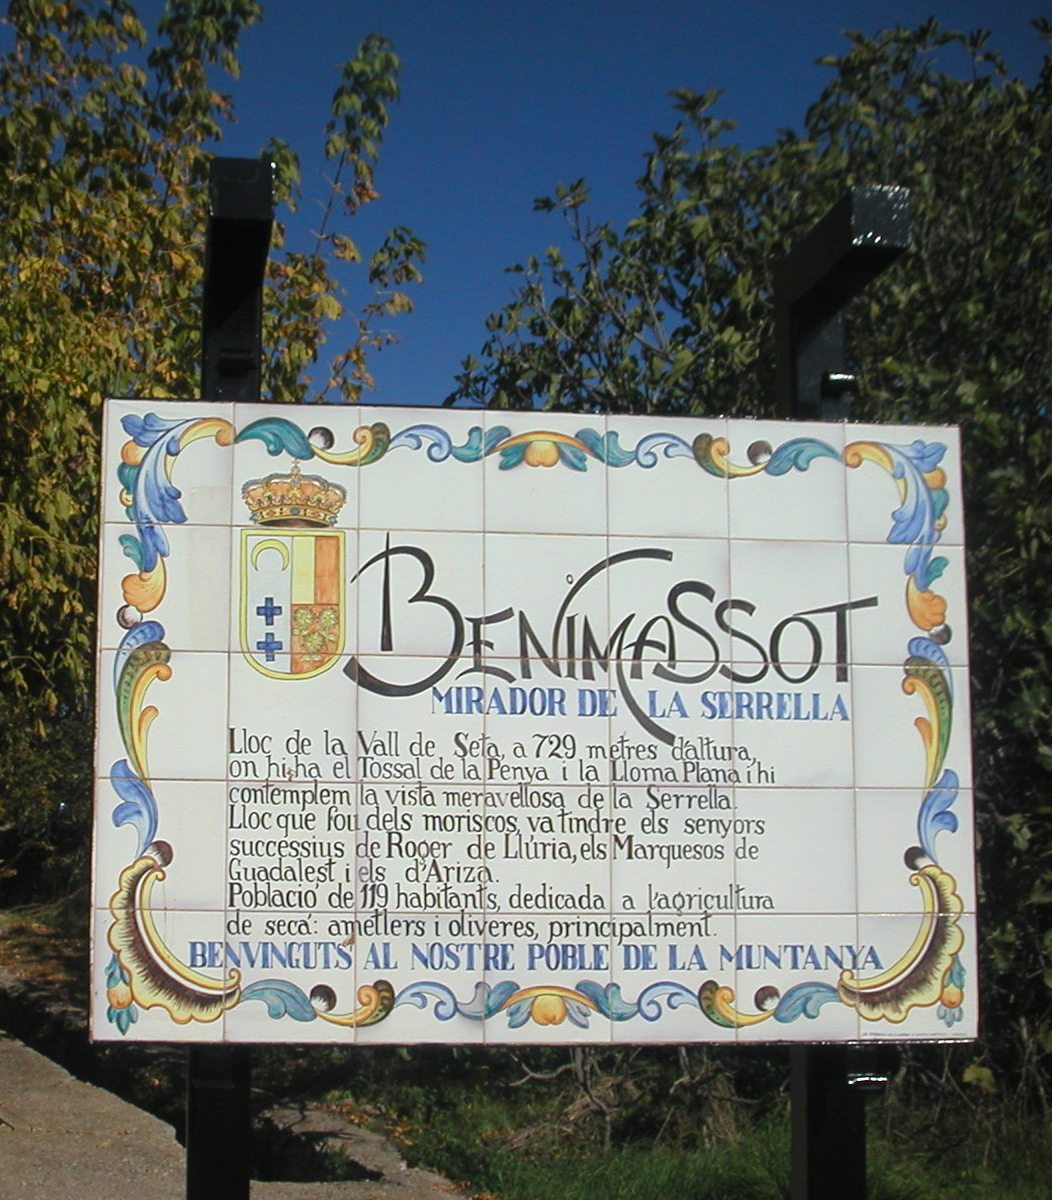 BENIMASSOT
MIRADOR DE LA SERRELLA
Lloc de la Vall de Seta, a 729 metres d'altura,
on hi ha el Tossal de la Penya i la Lloma Plana i hi
contemplem la vista meravellosa de la Serrella
Lloc que fou dels moriscos, va tindre els senyors
successius de Roger de Llúria, els Marquesos de
Guadalest i els d'Ariza.
Població de 119 habitants, dedicada a l'agricultura
de secà: ametlers i oliveres, principalment.
BENVINGUTS AL NOSTRE POBLE DE LA MUNTANYA